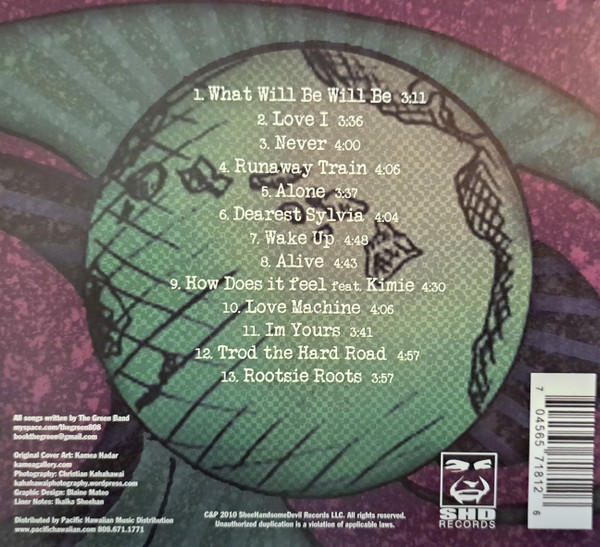 1. What Will Be Will Be 3:11
2. Love I 3:36
3. Never 4:00
4. Runaway Train 4:06
5. Alone 3:37
6. Dearest Sylvia 4:04
7. Wake Up 4:48
8. Alive 4:43
9. How Does it feel feat. Kimie 4:30
10. Love Machine 4:06
11. Im Yours 3:41
12. Trod the Hard Road 4:57
13. Rootsie Roots 3:57
All songs written by The Green Band
myspace.com/thegreen808
bookthegreen@gmail.com
Original Cover Art: Kamea Hadar
kameagallery.com
Photography: Christian Kahahawai
kahahawaiphotography.wordpress.com
Graphic Design: Blaine Mateo
Liner Notes: Ikaika Sheehan
Distributed by Pacific Hawaiian Music Distribution
www.pacifichawaiian.com 808.671.1771
C&P 2010 SheeHandsomeDevil Records LLC. All rights reserved.
Unauthorized duplication is a violation of applicable laws.
SHD
RECORDS
7 04565 71812 6